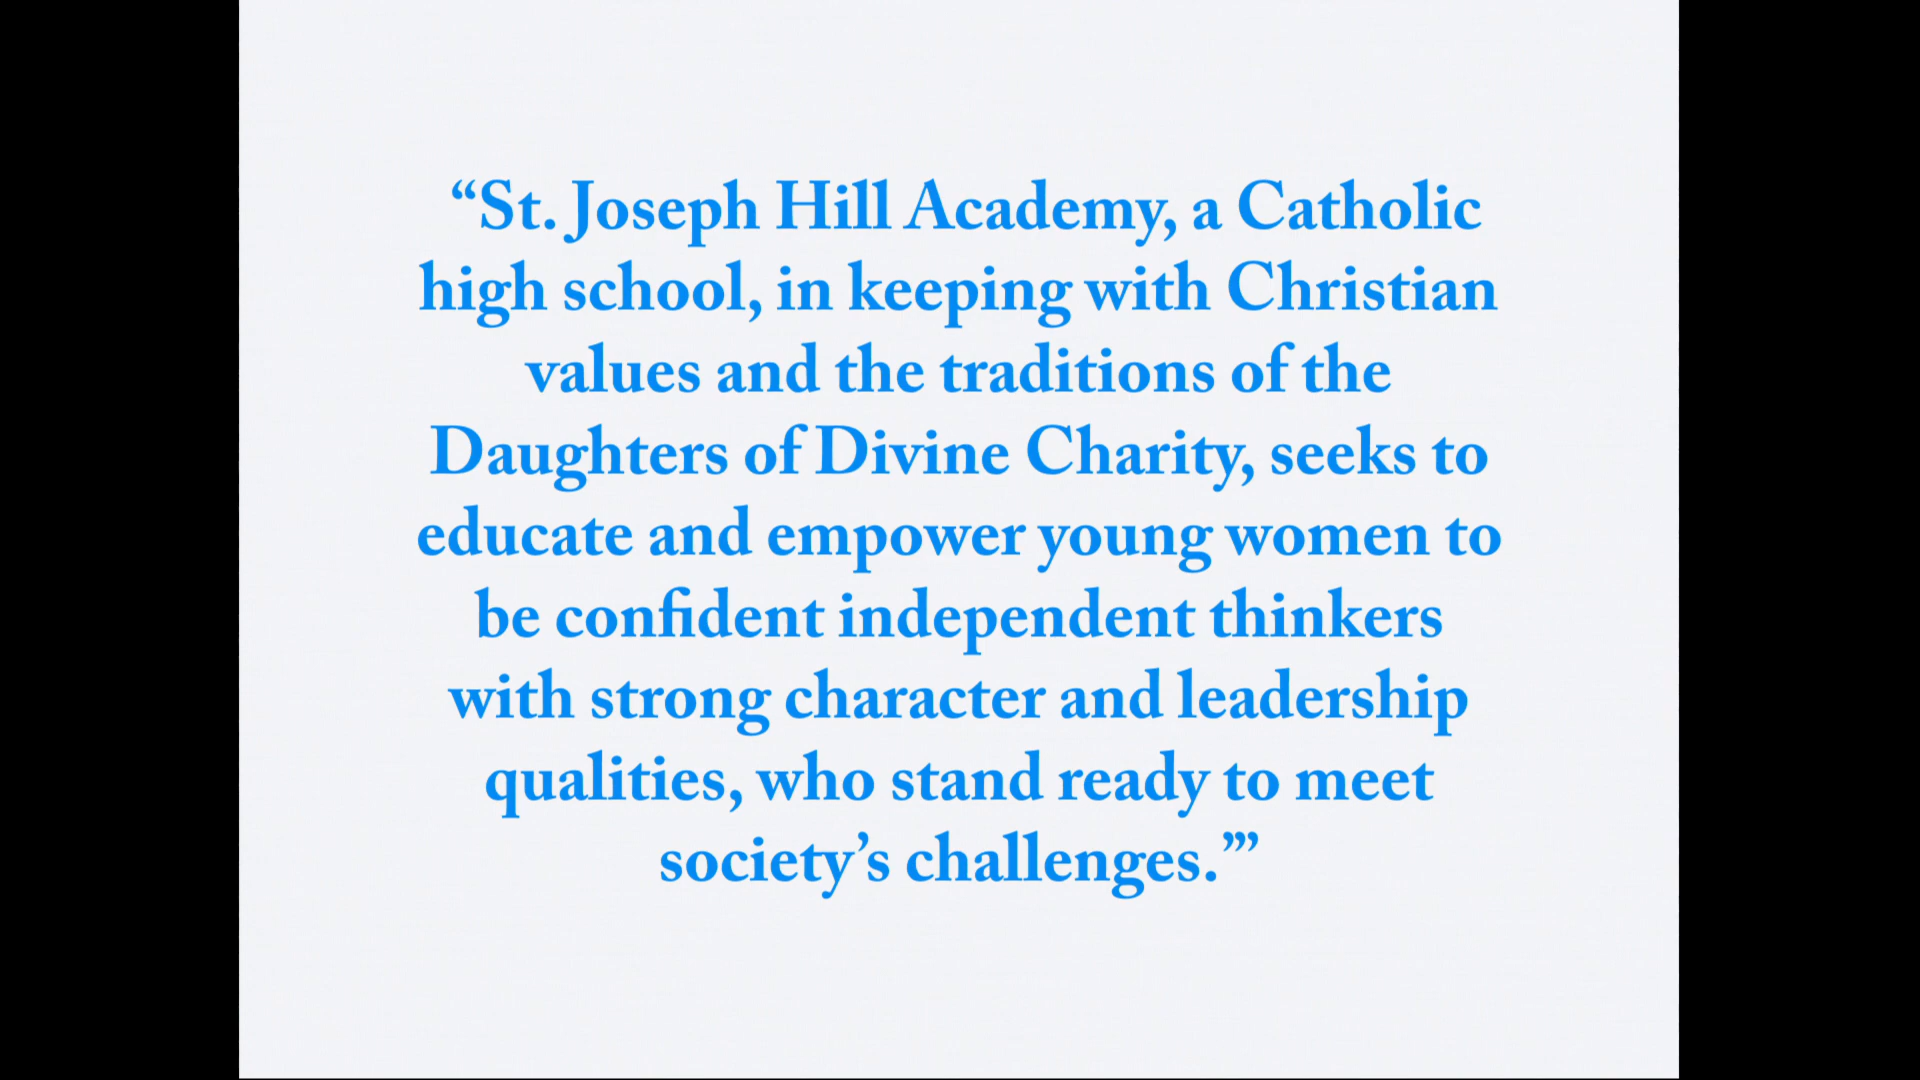 “St. Joseph Hill Academy, a Catholic
high school, in keeping with Christian
values and the traditions of the
Daughters of Divine Charity, seeks to
educate and empower young women to
be confident independent thinkers
with strong character and leadership
qualities, who stand ready to meet
society’s challenges.”’